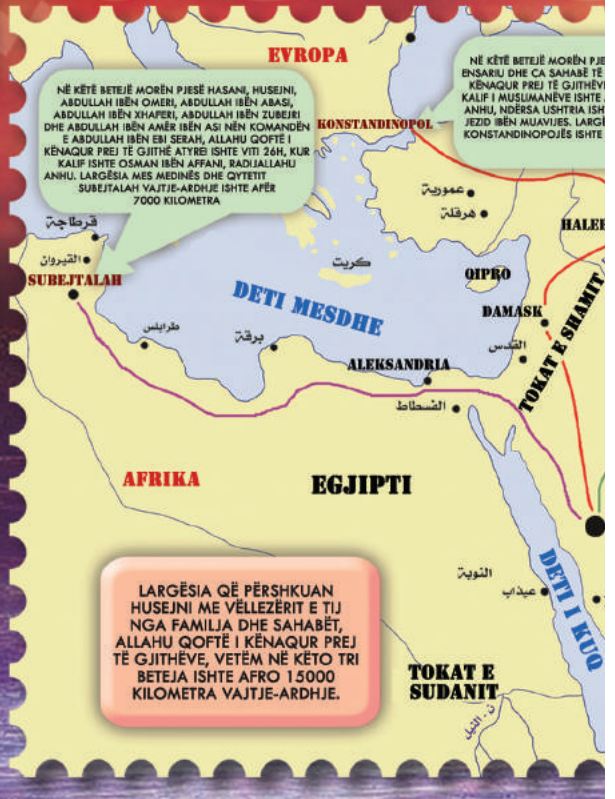 EVROPA
NË KËTË BETEJË MORËN PJESË HASANI, HUSEJNI,
ABDULLAH IBËN OMERI, ABDULLAH IBËN ABASI,
ABDULLAH IBËN XHAFERI, ABDULLAH IBËN ZUBEJRI
DHE ABDULLAH IBËN AMËR IBËN ASI NËN KOMANDËN
E ABDULLAH IBËN EBI SERAH, ALLAHU QOFTË I
KËNAQUR PREJ TË GJITHË ATYRE! ISHTE VITI 26H, KUR
KALIF ISHTE OSMAN IBËN AFFANI, RADIJALLAHU
ANHU. LARGËSIA MES MEDINËS DHE QYTETIT
SUBEJTALAH VAJTJE-ARDHJE ISHTE AFËR
7000 KILOMETRA
NË KËTË BETEJË MORËN
ENSARIU DHE CA SAHABË TË
KËNAQUR PREJ TË
KALIF I MUSLIMANËVE ISHTE
ANHU, NDËRSA USHTRIA
JEZID IBËN MUAVIJES.
KONSTANDINOPOJËS ISHTE
KONSTANDINOPOL
عمورية
هرقلة
قرطاجة
القيروان
SUBEJTALAH
كريت
QIPRO
DETI MESDHE
DAMASK
TOKAT E SHAMIT
القدس
طرابلس
برقة
ALEKSANDRIA
الفسطاط
AFRIKA
EGJIPTI
النوبة
عيذاب
DETI I KUQ
LARGËSIA QË PËRSHKUAN
HUSEJNI ME VËLLEZËRIT E TIJ
NGA FAMILJA DHE SAHABËT,
ALLAHU QOFTË I KËNAQUR PREJ
TË GJITHËVE, VETËM NË KËTO TRI
BETEJA ISHTE AFRO 15000
KILOMETRA VAJTJE-ARDHJE.
TOKAT E
SUDANIT
ن. النيل